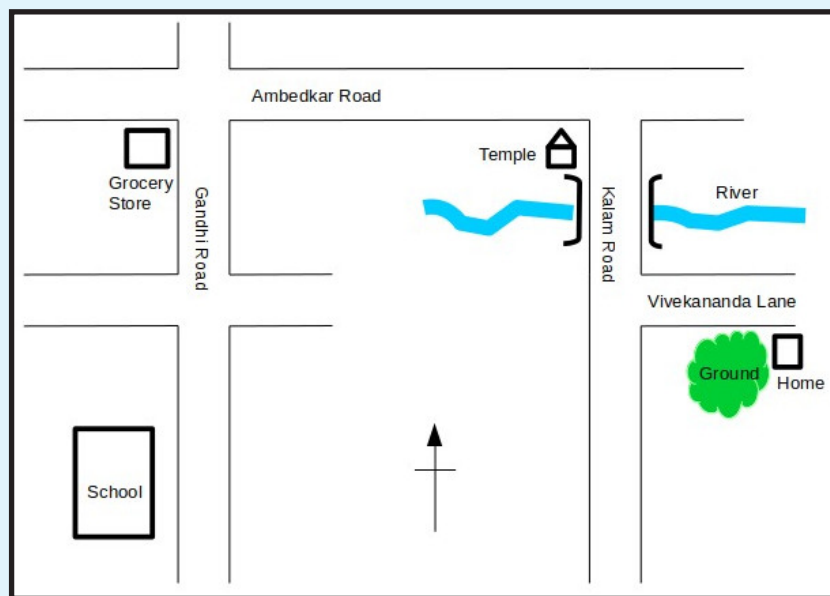 Ambedkar Road
Temple
Grocery
Store
Gandhi Road
Kalam Road
River
Vivekananda Lane
Ground
Home
School